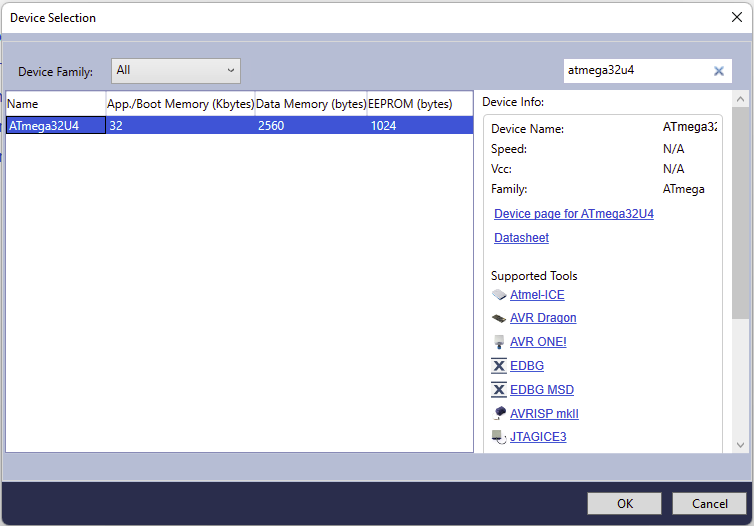 Device Selection
Device Family: All
atmega32u4
Name App./Boot Memory (Kbytes) Data Memory (bytes) EEPROM (bytes)
ATmega32U4 32 2560 1024
Device Info:
Device Name: ATmega32
Speed: N/A
Vcc: N/A
Family: ATmega
Device page for ATmega32U4
Datasheet
Supported Tools
Atmel-ICE
AVR Dragon
AVR ONE!
EDBG
EDBG MSD
AVRISP mkII
JTAGICE3
OK Cancel